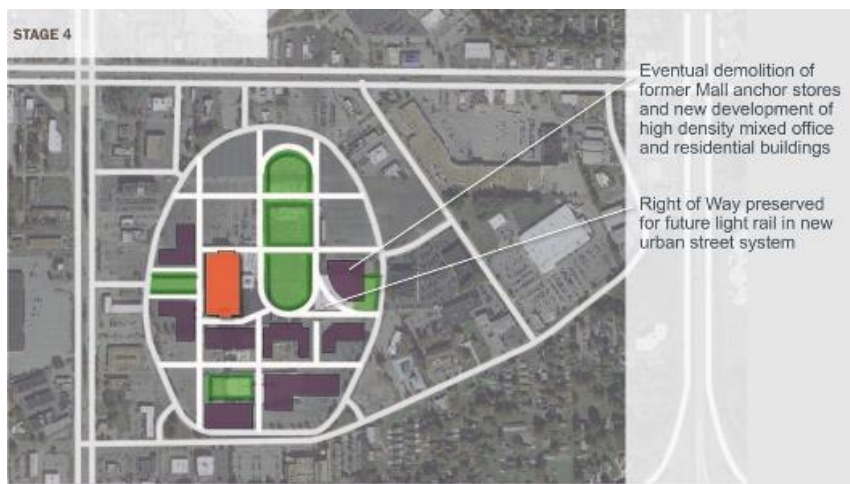 STAGE 4
Eventual demolition of
former Mall anchor stores
and new development of
high density mixed office
and residential buildings
Right of Way preserved
for future light rail in new
urban street system